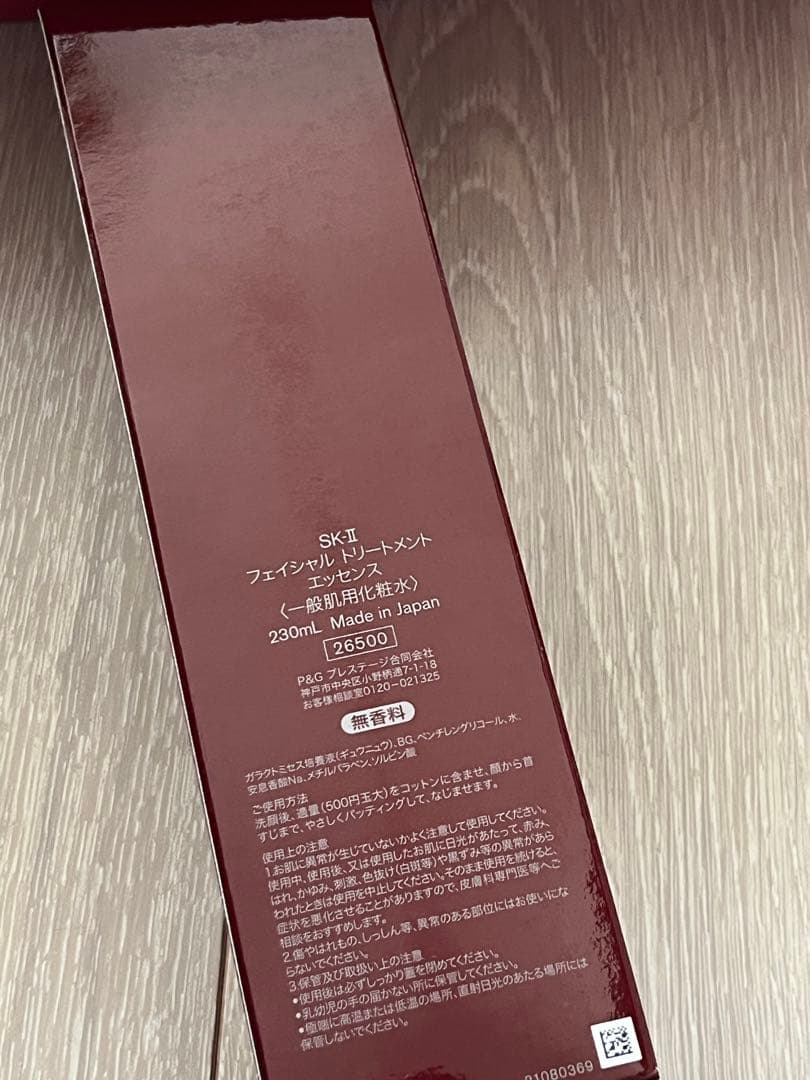 SK-II
フェイシャル トリートメント
エッセンス
〈一般肌用化粧水〉
230mL Made in Japan
26500
P&G プレステージ合同会社
神戸市中央区小野柄通7-1-18
お客様相談室0120-021325
無香料
ガラクトミセス培養液(ギュウニュウ)、BG、ペンチレングリコール、水、
安息香酸Na、メチルパラベン、ソルビン酸
ご使用方法
洗顔後、適量(500円玉大)をコットンに含ませ、顔から首
すじまで、やさしくパッティングして、なじませます。
使用上の注意
1.お肌に異常が生じていないかよく注意して使用してください。
使用中、使用後、又は使用したお肌に日光があたって、赤み、
はれ、かゆみ、刺激、色抜け(白斑等)や黒ずみ等の異常があら
われたときは使用を中止してください。そのまま使用を続けると、
症状を悪化させることがありますので、皮膚科専門医等へご
相談をおすすめします。
2.傷やはれもの、しっしん等、異常のある部位にはお使いにな
らないでください。
3.保管及び取扱い上の注意
●使用後は必ずしっかり蓋を閉めてください。
●乳幼児の手の届かない所に保管してください。
●極端に高温または低温の場所、直射日光のあたる場所には
保管しないでください。
21080369